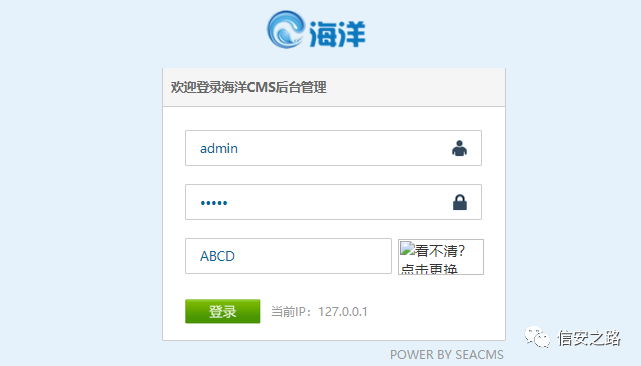 海洋
欢迎登录海洋CMS后台管理
admin
•••••
ABCD
看不清?
点击更换
登录 当前IP: 127.0.0.1
信安之路
POWER BY SEACMS